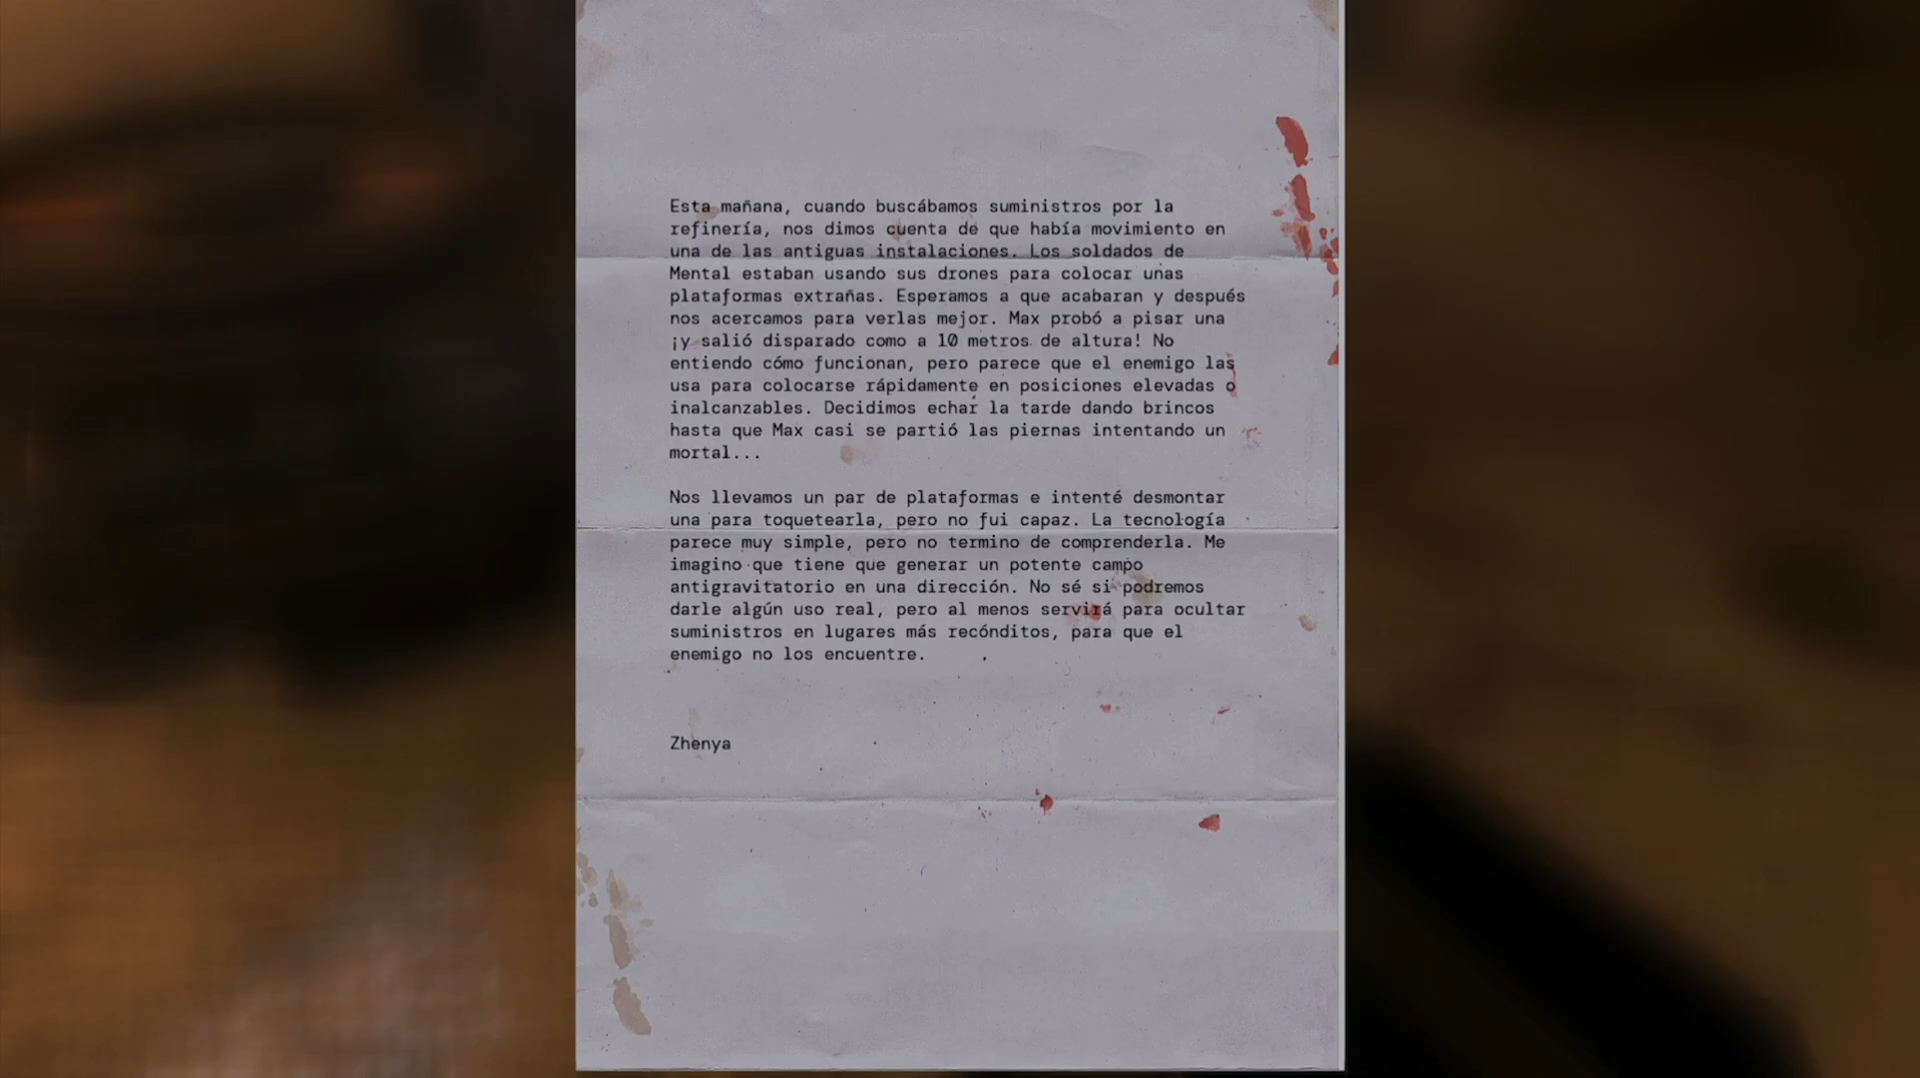 Esta mañana, cuando buscábamos suministros por la
refinería, nos dimos cuenta de que había movimiento en
una de las antiguas instalaciones. Los soldados de
Mental estaban usando sus drones para colocar unas
plataformas extrañas. Esperamos a que acabaran y después
nos acercamos para verlas mejor. Max probó a pisar una
¡y salió disparado como a 10 metros de altura! No
entiendo cómo funcionan, pero parece que el enemigo las
usa para colocarse rápidamente en posiciones elevadas o
inalcanzables. Decidimos echar la tarde dando brincos
hasta que Max casi se partió las piernas intentando un
mortal...
Nos llevamos un par de plataformas e intenté desmontar
una para toquetearla, pero no fui capaz. La tecnología
parece muy simple, pero no termino de comprenderla. Me
imagino que tiene que generar un potente campo
antigravitatorio en una dirección. No sé si podremos
darle algún uso real, pero al menos servirá para ocultar
suministros en lugares más recónditos, para que el
enemigo no los encuentre.
Zhenya